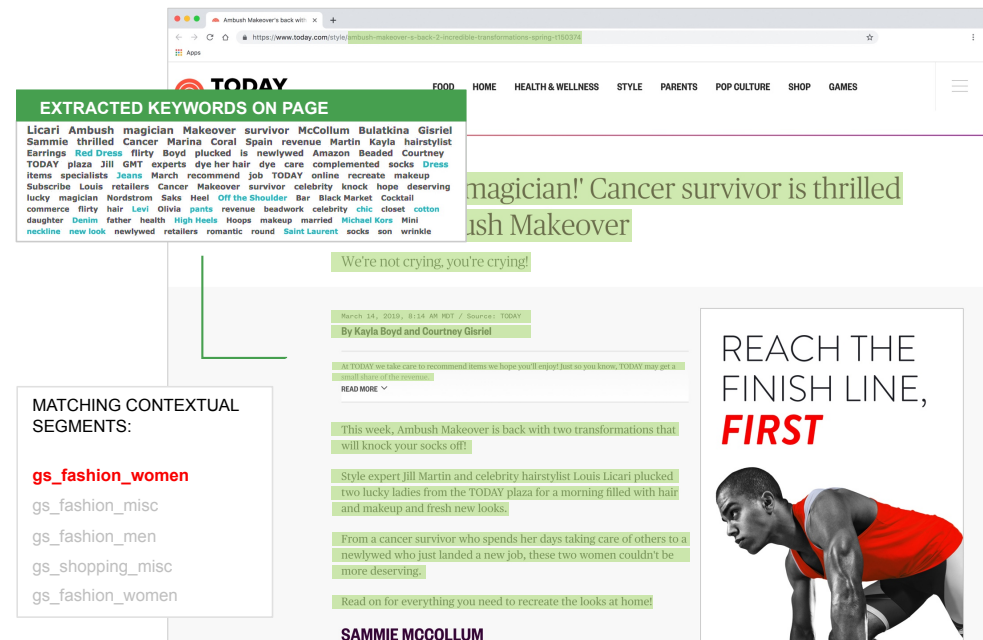 Ambush Makeover's back with
https://www.today.com/style/ambush-makeover-s-back-2-incredible-transformations-spring-t150374
Apps
TODAY
FOOD HOME HEALTH & WELLNESS STYLE PARENTS POP CULTURE SHOP GAMES
EXTRACTED KEYWORDS ON PAGE
Licari Ambush magician Makeover survivor McCollum Bulatkina Gisriel
Sammie thrilled Cancer Marina Coral Spain revenue Martin Kayla hairstylist
Earrings Red Dress flirty Boyd plucked is newlywed Amazon Beaded Courtney
TODAY plaza Jill GMT experts dye her hair dye care complemented socks Dress
items specialists Jeans March recommend job TODAY online recreate makeup
Subscribe Louis retailers Cancer Makeover survivor celebrity knock hope deserving
lucky magician Nordstrom Saks Heel Off the Shoulder Bar Black Market Cocktail
commerce flirty hair Levi Olivia pants revenue beadwork celebrity chic closet cotton
daughter Denim father health High Heels Hoops makeup married Michael Kors Mini
neckline new look newlywed retailers romantic round Saint Laurent socks son wrinkle
magician!' Cancer survivor is thrilled
ush Makeover
We're not crying, you're crying!
March 14, 2019, 8:14 AM MDT / Source: TODAY
By Kayla Boyd and Courtney Gisriel
At TODAY we take care to recommend items we hope you'll enjoy! Just so you know, TODAY may get a
small share of the revenue.
READ MORE
This week, Ambush Makeover is back with two transformations that
will knock your socks off!
Style expert Jill Martin and celebrity hairstylist Louis Licari plucked
two lucky ladies from the TODAY plaza for a morning filled with hair
and makeup and fresh new looks.
From a cancer survivor who spends her days taking care of others to a
newlywed who just landed a new job, these two women couldn't be
more deserving.
Read on for everything you need to recreate the looks at home!
SAMMIE MCCOLLUM
REACH THE
FINISH LINE,
FIRST
MATCHING CONTEXTUAL
SEGMENTS:
gs_fashion_women
gs_fashion_misc
gs_fashion_men
gs_shopping_misc
gs_fashion_women